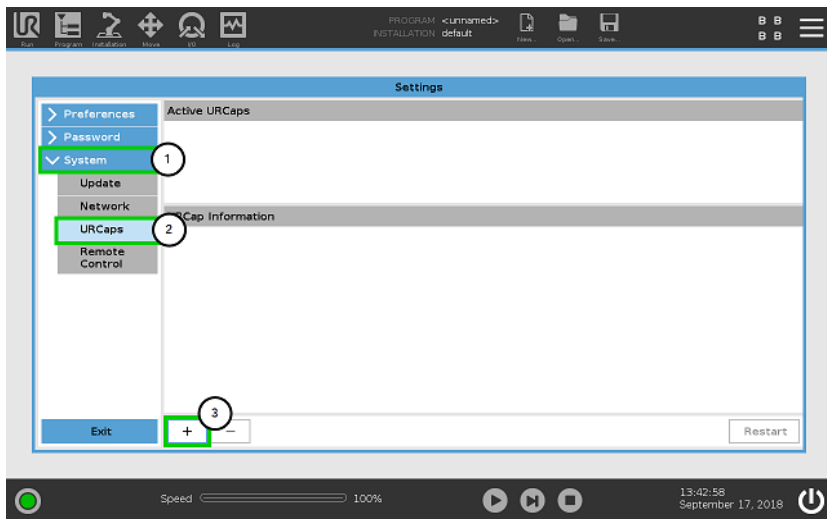 PROGRAM <unnamed>
INSTALLATION default
Run Program Installation Move I/O Log New... Open... Save...
B B
B B
Settings
Preferences
Password
System
Update
Network
URCaps
Remote
Control
Exit
1
2
3
Active URCaps
RCap Information
+ −
Restart
Speed 100%
13:42:58
September 17, 2018